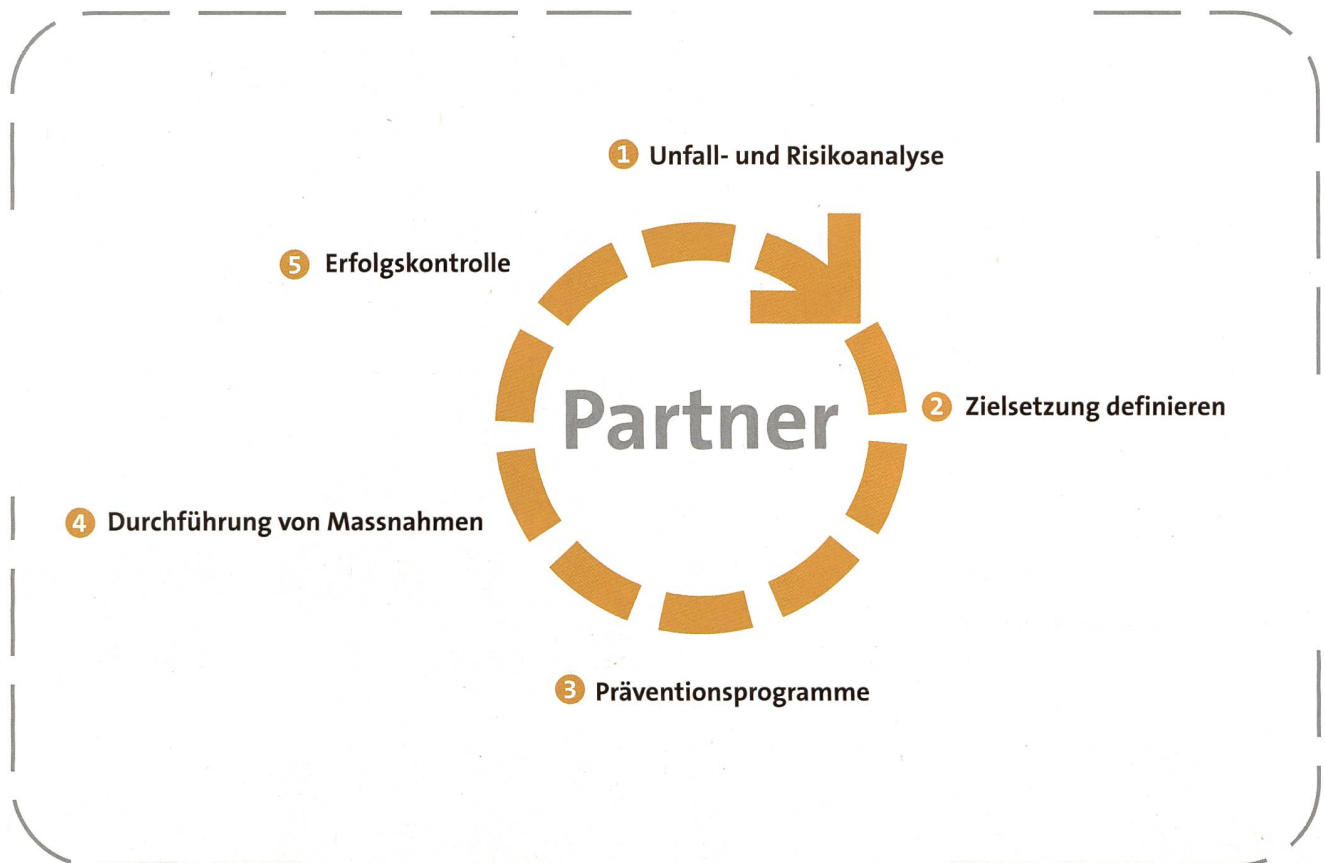 1 Unfall- und Risikoanalyse
5 Erfolgskontrolle
Partner
2 Zielsetzung definieren
4 Durchführung von Massnahmen
3 Präventionsprogramme